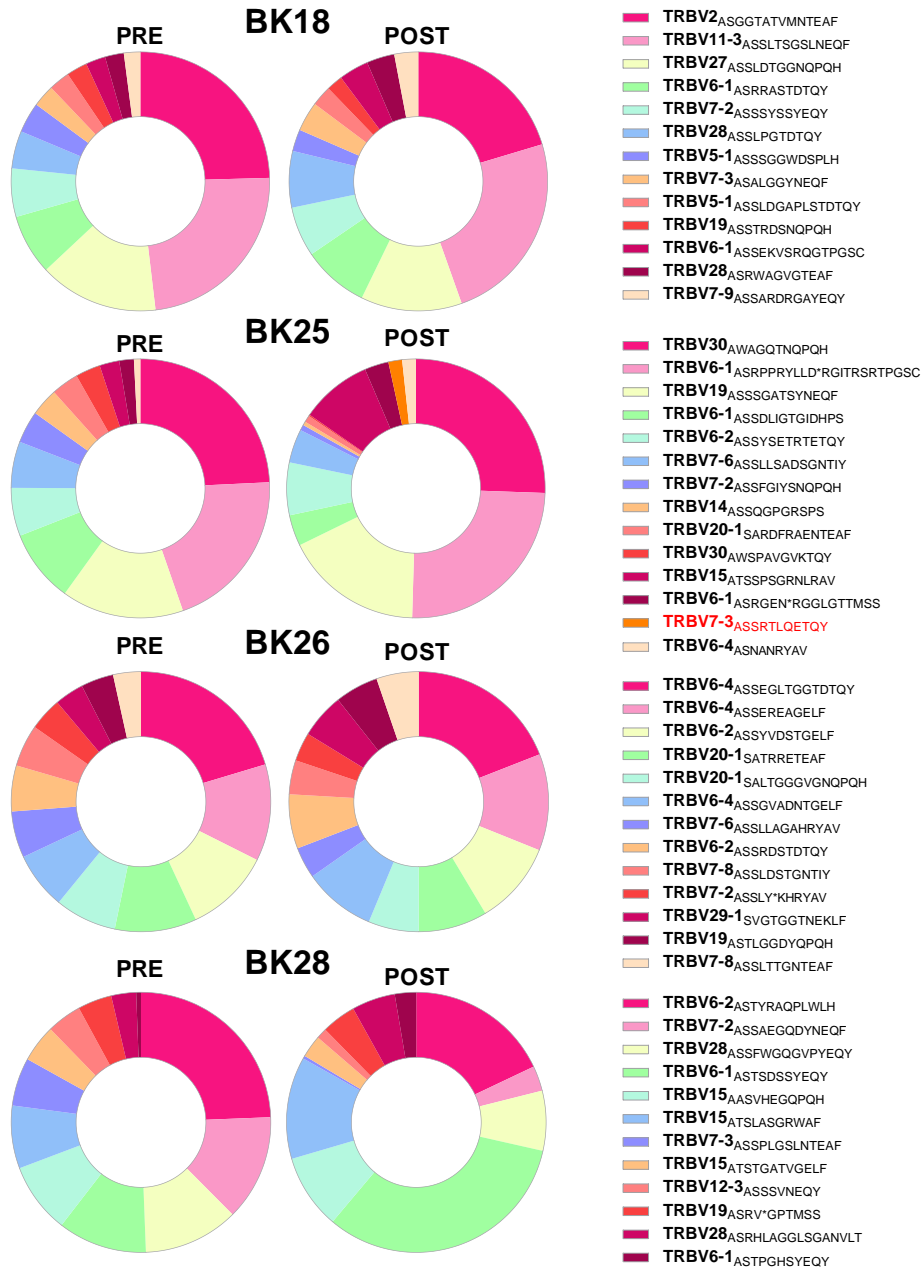 BK18
PRE
POST
TRBV2ASGGTATVMNTEAF
TRBV11-3ASSLTSGSLNEQF
TRBV27ASSLDTGGNQPQH
TRBV6-1ASRRASTDTQY
TRBV7-2ASSSYSSYEQY
TRBV28ASSLPGTDTQY
TRBV5-1ASSSGGWDSPLH
TRBV7-3ASALGGYNEQF
TRBV5-1ASSLDGAPLSTDTQY
TRBV19ASSTRDSNQPQH
TRBV6-1ASSEKVSRQGTPGSC
TRBV28ASRWAGVGTEAF
TRBV7-9ASSARDRGAYEQY
BK25
PRE
POST
TRBV30AWAGQTNQPQH
TRBV6-1ASRPPRYLLD*RGITRSRTPGSC
TRBV19ASSSGATSYNEQF
TRBV6-1ASSDLIGTGIDHPS
TRBV6-2ASSYSETRTETQY
TRBV7-6ASSLLSADSGNTIY
TRBV7-2ASSFGIYSNQPQH
TRBV14ASSQGPGRSPS
TRBV20-1SARDFRAENTEAF
TRBV30AWSPAVGVKTQY
TRBV15ATSSPSGRNLRAV
TRBV6-1ASRGEN*RGGLGTTMSS
TRBV7-3ASSRTLQETQY
TRBV6-4ASNANRYAV
BK26
PRE
POST
TRBV6-4ASSEGLTGGTDTQY
TRBV6-4ASSEREAGELF
TRBV6-2ASSYVDSTGELF
TRBV20-1SATRRETEAF
TRBV20-1SALTGGGVGNQPQH
TRBV6-4ASSGVADNTGELF
TRBV7-6ASSLLAGAHRYAV
TRBV6-2ASSRDSTDTQY
TRBV7-8ASSLDSTGNTIY
TRBV7-2ASSLY*KHRYAV
TRBV29-1SVGTGGTNEKLF
TRBV19ASTLGGDYQPQH
TRBV7-8ASSLTTGNTEAF
BK28
PRE
POST
TRBV6-2ASTYRAQPLWLH
TRBV7-2ASSAEGQDYNEQF
TRBV28ASSFWGQGVPYEQY
TRBV6-1ASTSDSSYEQY
TRBV15AASVHEGQPQH
TRBV15ATSLASGRWAF
TRBV7-3ASSPLGSLNTEAF
TRBV15ATSTGATVGELF
TRBV12-3ASSSVNEQY
TRBV19ASRV*GPTMSS
TRBV28ASRHLAGGLSGANVLT
TRBV6-1ASTPGHSYEQY